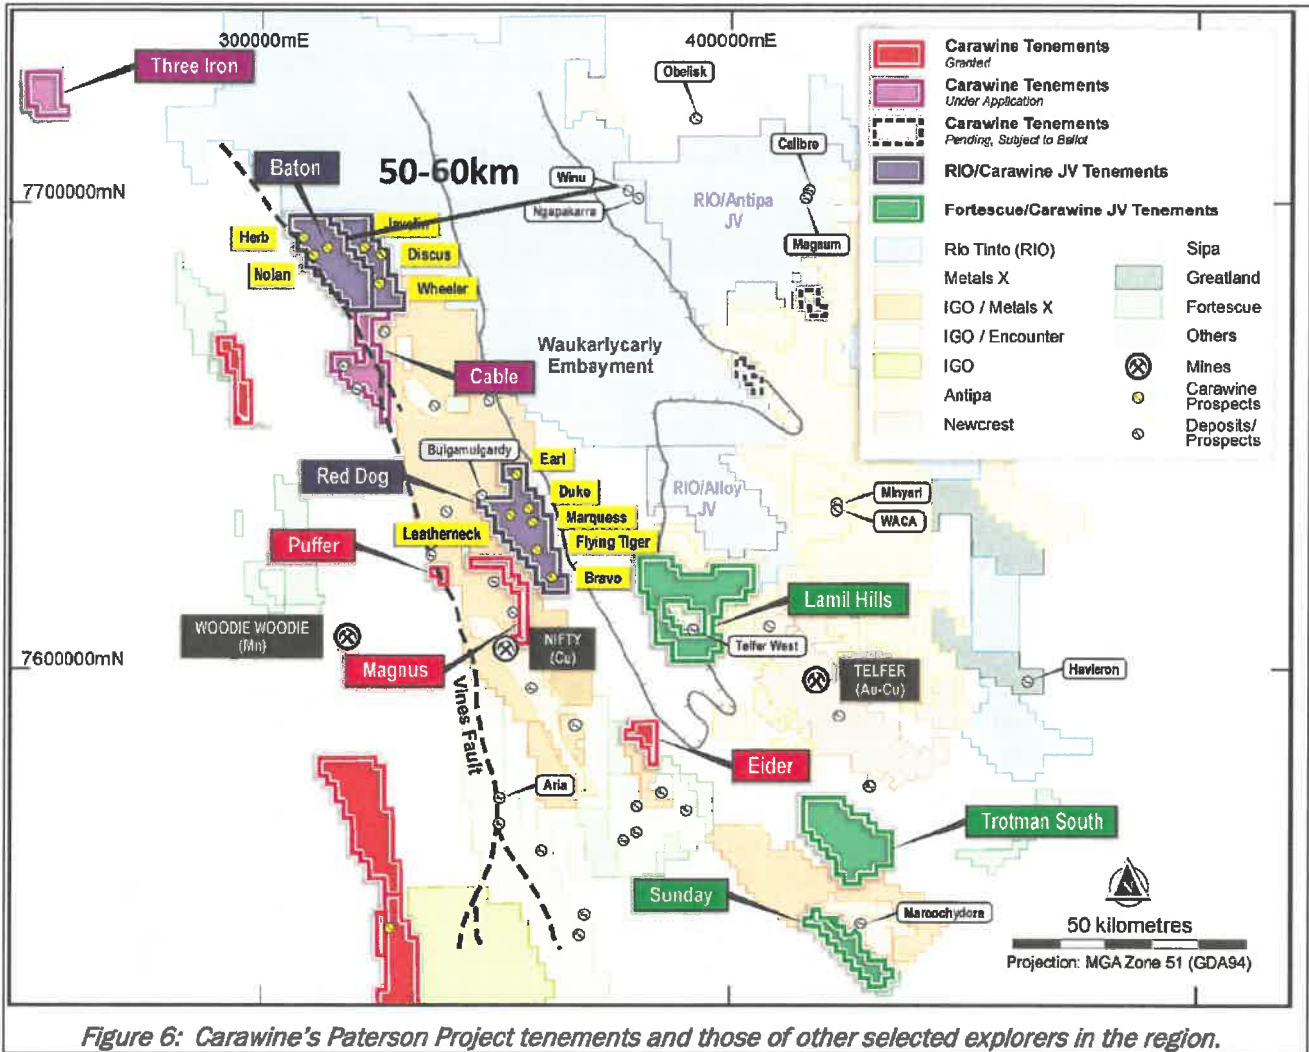 300000mE
400000mE
Three Iron
Obelisk
Calibre
Baton
50-60km
Winu
Ngapakarra
7700000mN
RIO/Antipa
JV
Magnum
Herb
Javelin
Discus
Nolan
Wheeler
Waukarlycarly
Embayment
Cable
Bulgamulgardy
Earl
Red Dog
Duke
RIO/Alloy
JV
Minyari
Marquess
WACA
Leatherneck
Flying Tiger
Puffer
Bravo
Lamil Hills
WOODIE WOODIE
(Mn)
NIFTY
(Cu)
Telfer West
7600000mN
Magnus
TELFER
(Au-Cu)
Havieron
Vines Fault
Eider
Aria
Trotman South
Sunday
Maroochydore
N
50 kilometres
Projection: MGA Zone 51 (GDA94)
Carawine Tenements
Granted
Carawine Tenements
Under Application
Carawine Tenements
Pending, Subject to Ballot
RIO/Carawine JV Tenements
Fortescue/Carawine JV Tenements
Rio Tinto (RIO)
Metals X
IGO / Metals X
IGO / Encounter
IGO
Antipa
Newcrest
Sipa
Greatland
Fortescue
Others
Mines
Carawine
Prospects
Deposits/
Prospects
Figure 6: Carawine's Paterson Project tenements and those of other selected explorers in the region.